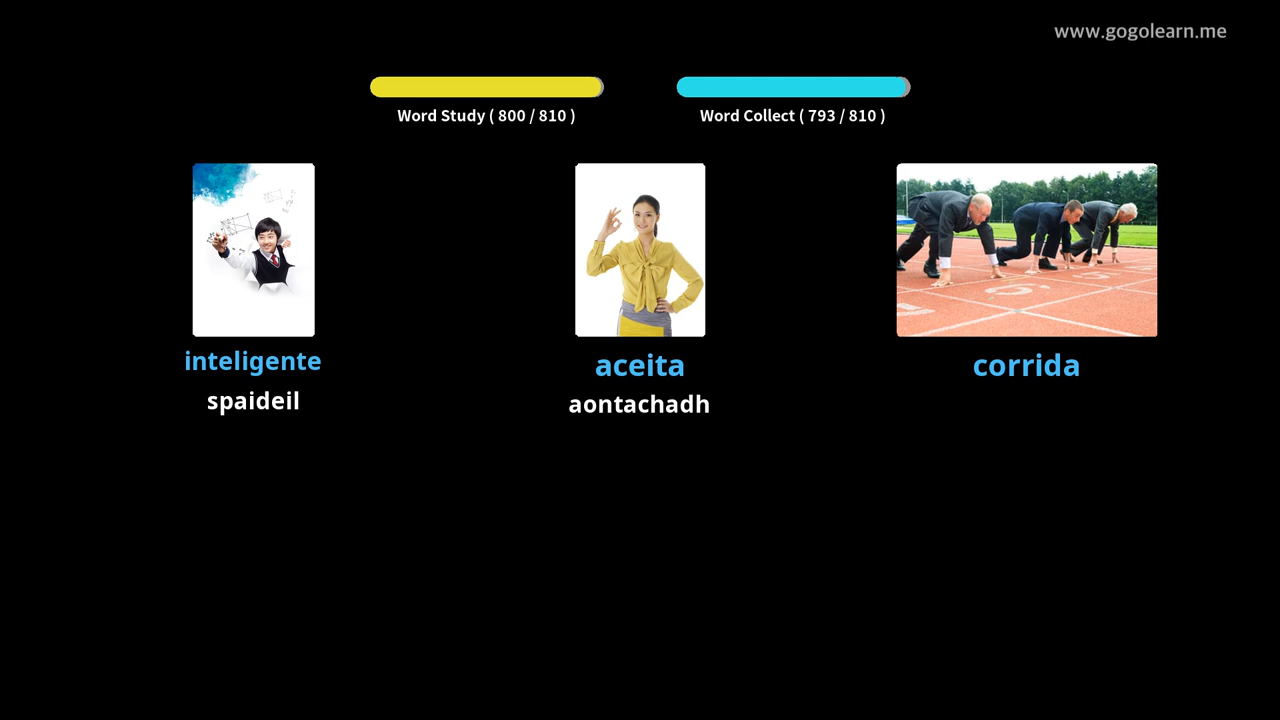 www.gogolearn.me
Word Study ( 800 / 810 )
Word Collect ( 793 / 810 )
inteligente
spaideil
aceita
aontachadh
corrida